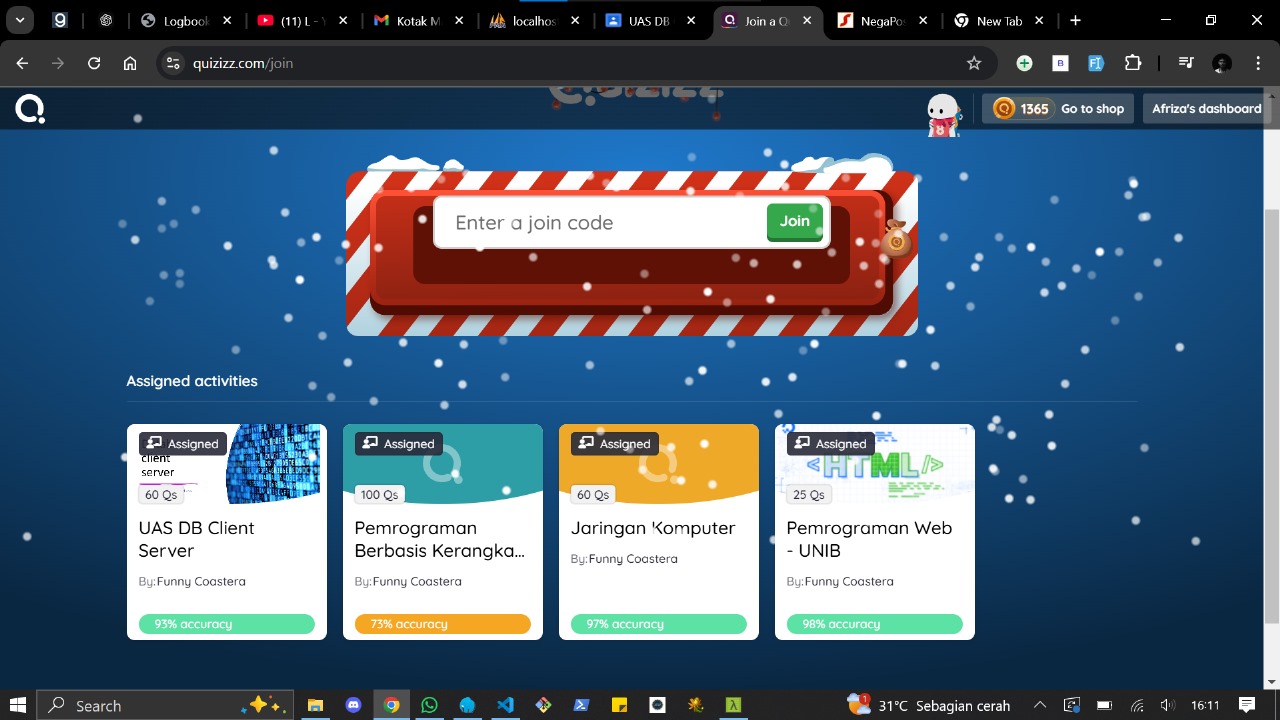 Logbook
(11) L - Y
Kotak M
localhos
UAS DB
Join a Q
NegaPos
New Tab
quizizz.com/join
Quizizz
1365
Go to shop
Afriza's dashboard
Enter a join code
Join
Assigned activities
Assigned
client
server
60 Qs
UAS DB Client
Server
By:Funny Coastera
93% accuracy
Assigned
100 Qs
Pemrograman
Berbasis Kerangka...
By:Funny Coastera
73% accuracy
Assigned
60 Qs
Jaringan Komputer
By:Funny Coastera
97% accuracy
Assigned
<HTML/>
25 Qs
Pemrograman Web
- UNIB
By:Funny Coastera
98% accuracy
Search
1
31°C Sebagian cerah
16:11